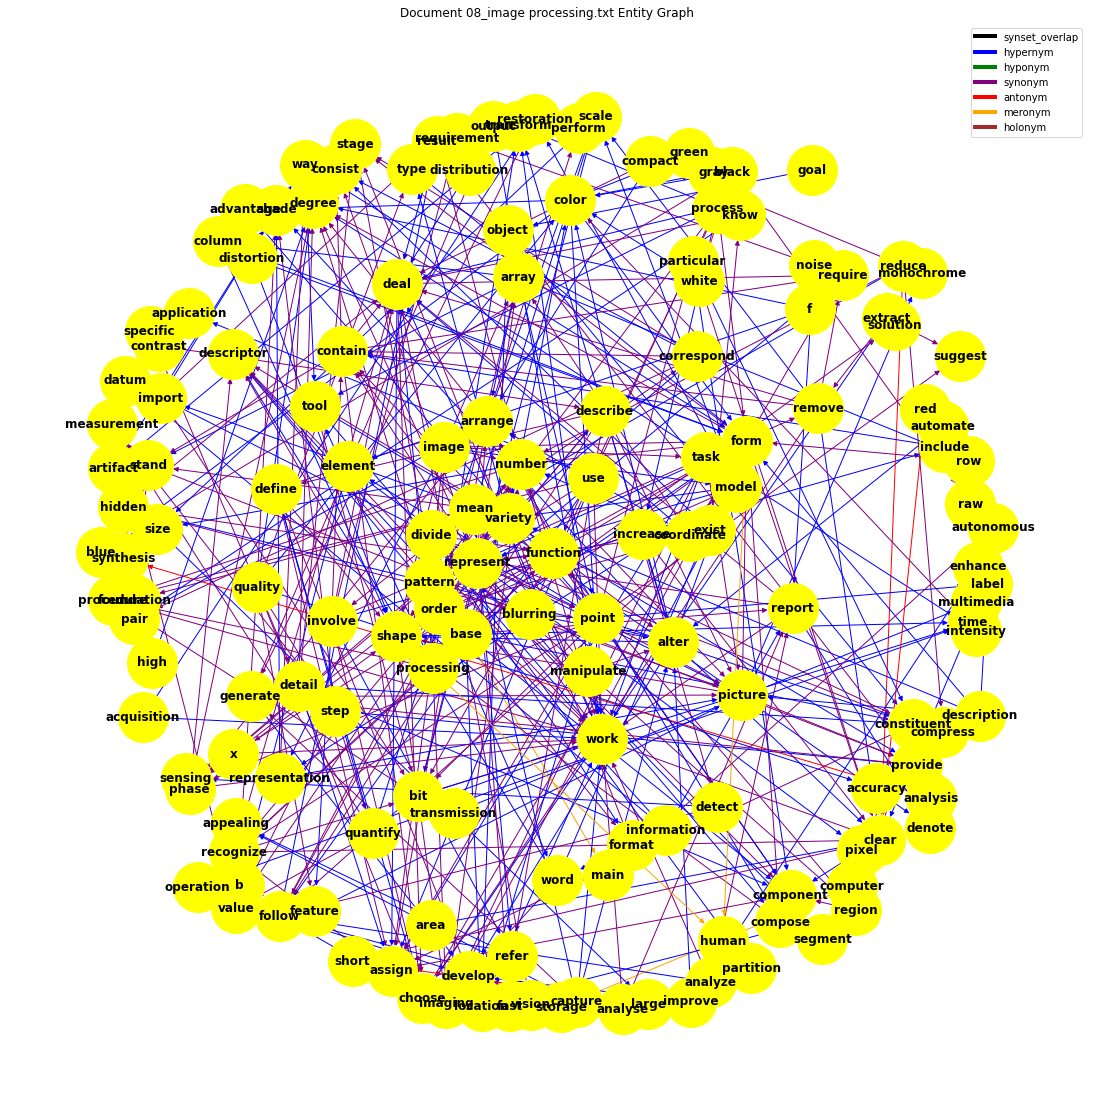 Document 08_image processing.txt Entity Graph
synset_overlap
hypernym
hyponym
synonym
antonym
meronym
holonym
scale
restoration
output
transform
perform
requirement
result
stage
green
way
consist
type
distribution
compact
gray
black
goal
color
advantage
shade
degree
process
know
object
column
distortion
particular
noise
reduce
monochrome
require
array
white
deal
application
f
extract
solution
specific
contrast
descriptor
contain
correspond
suggest
datum
import
tool
arrange
describe
remove
red
measurement
automate
image
form
include
artifact
stand
element
number
task
row
define
use
model
hidden
mean
variety
raw
size
divide
increase
coordinate
exist
autonomous
blue
synthesis
function
represent
enhance
pattern
label
quality
procedure
foundation
order
report
multimedia
pair
involve
shape
base
blurring
point
time
intensity
alter
high
processing
manipulate
detail
generate
picture
acquisition
step
description
constituent
compress
work
x
sensing
phase
representation
provide
accuracy
bit
analysis
transmission
detect
appealing
quantify
information
denote
clear
recognize
format
pixel
main
operation
b
word
component
computer
value
follow
feature
region
area
compose
human
segment
short
assign
refer
develop
partition
analyze
choose
imaging
location
fast
vision
storage
capture
analyse
large
improve